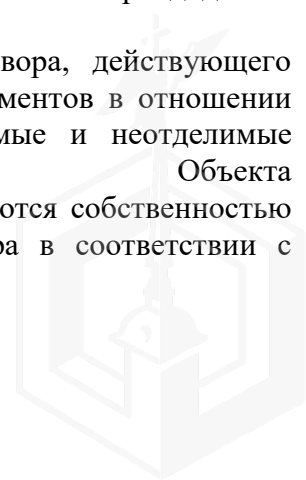 вора, действующего
ментов в отношении
мые и неотделимые
Объекта
ются собственностью
ра в соответствии с